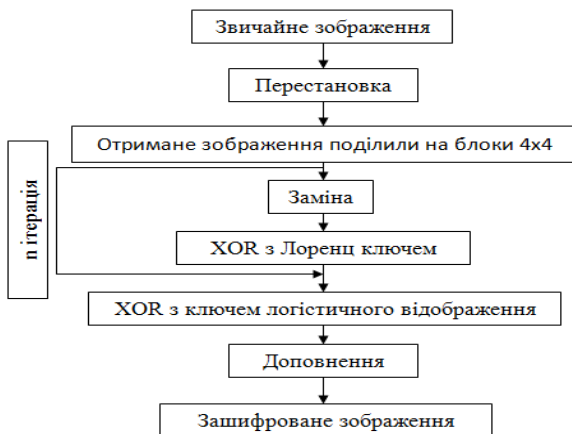 Звичайне зображення
Перестановка
Отримане зображення поділили на блоки 4х4
n ітерація
Заміна
XOR з Лоренц ключем
XOR з ключем логістичного відображення
Доповнення
Зашифроване зображення